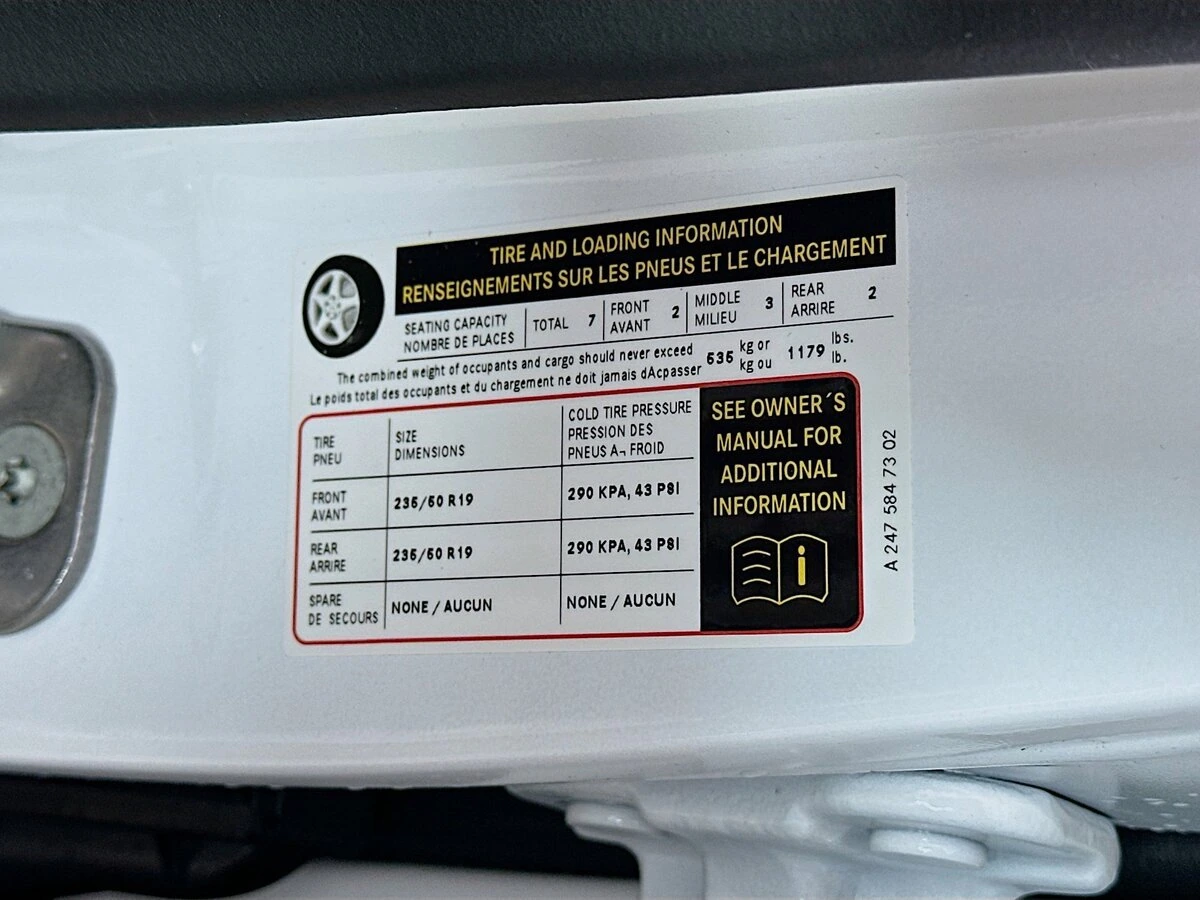 TIRE AND LOADING INFORMATION
RENSEIGNEMENTS SUR LES PNEUS ET LE CHARGEMENT
SEATING CAPACITY
NOMBRE DE PLACES
TOTAL 7
FRONT
AVANT
2
MIDDLE
MILIEU
3
REAR
ARRIRE
2
The combined weight of occupants and cargo should never exceed 535 kg or 1179 lbs.
Le poids total des occupants et du chargement ne doit jamais dAcpasser kg ou lb.
TIRE
PNEU
SIZE
DIMENSIONS
COLD TIRE PRESSURE
PRESSION DES
PNEUS A¬ FROID
FRONT
AVANT
235/50 R19
290 KPA, 43 PSI
REAR
ARRIRE
235/50 R19
290 KPA, 43 PSI
SPARE
DE SECOURS
NONE / AUCUN
NONE / AUCUN
SEE OWNER´S
MANUAL FOR
ADDITIONAL
INFORMATION
i
A 247 584 73 02